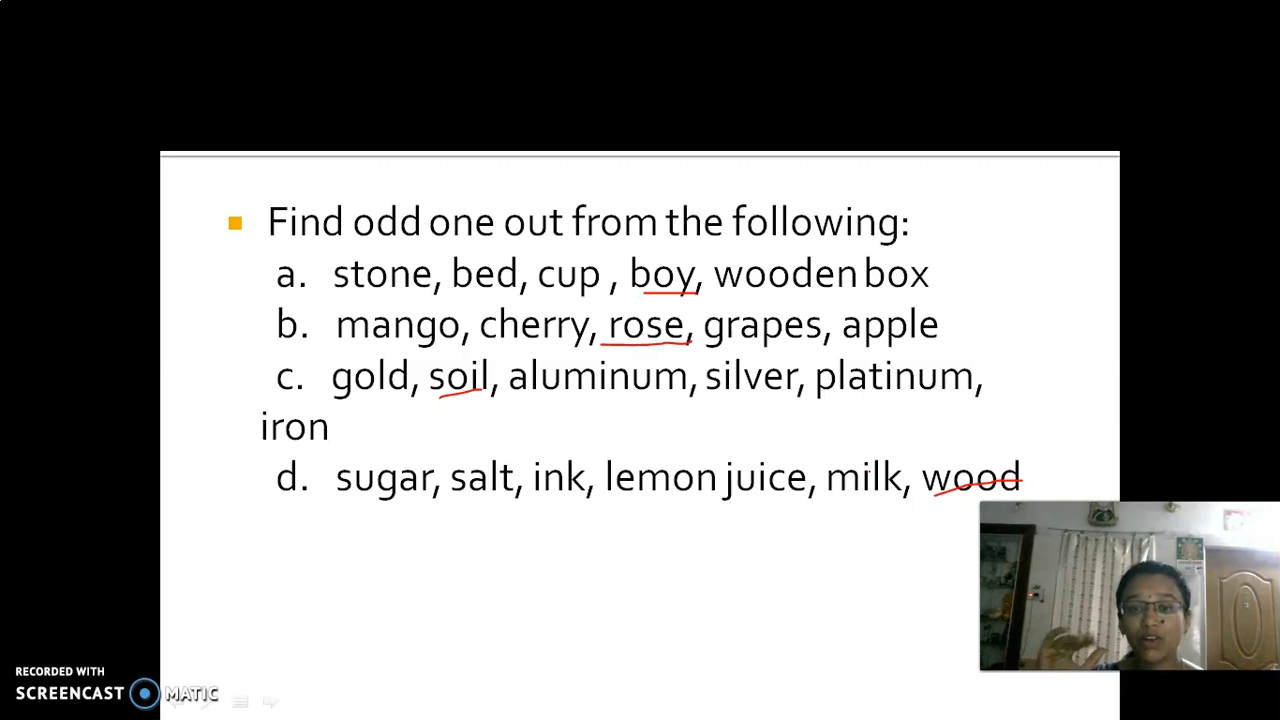 Find odd one out from the following:
a. stone, bed, cup , boy, wooden box
b. mango, cherry, rose, grapes, apple
c. gold, soil, aluminum, silver, platinum,
iron
d. sugar, salt, ink, lemon juice, milk, wood
RECORDED WITH
SCREENCAST MATIC